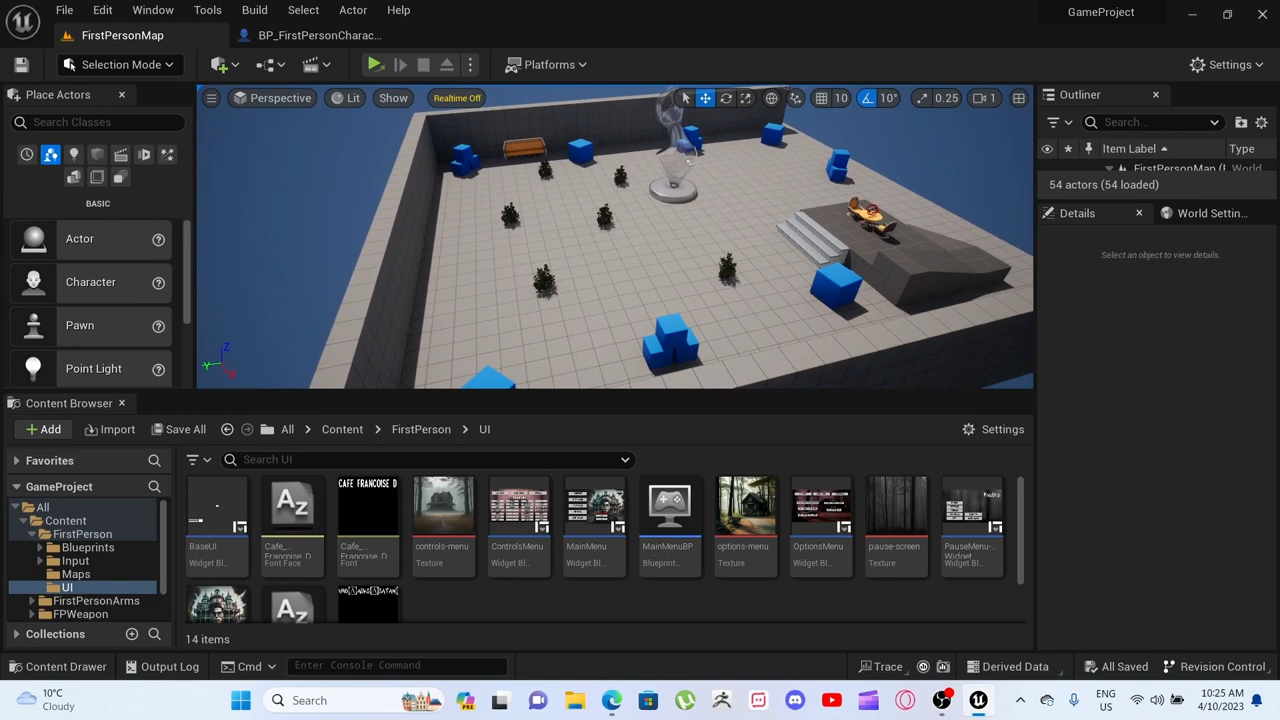 File Edit Window Tools Build Select Actor Help
GameProject
FirstPersonMap
BP_FirstPersonCharac...
Selection Mode
Platforms
Settings
Place Actors
Perspective
Lit
Show
Realtime Off
10
10°
0.25
1
Outliner
Search Classes
Search...
Item Label
Type
FirstPersonMap (E
World
54 actors (54 loaded)
BASIC
Details
World Settin...
Actor
Select an object to view details.
Character
Pawn
Point Light
Z
Y
Content Browser
Add
Import
Save All
All
Content
FirstPerson
UI
Settings
Favorites
Search UI
GameProject
All
Content
FirstPerson
Blueprints
Input
Maps
UI
FirstPersonArms
FPWeapon
Az
CAFE FRANCOISE D
BaseUI
Widget Bl...
Cafe_
Francoise_D
Font Face
Cafe_
Francoise_D
Font
controls-menu
Texture
ControlsMenu
Widget Bl...
MainMenu
Widget Bl...
MainMenuBP
Blueprint...
options-menu
Texture
OptionsMenu
Widget Bl...
pause-screen
Texture
PauseMenu-
Widget
Widget Bl...
Az
Collections
14 items
Content Drawer
Output Log
Cmd
Enter Console Command
Trace
Derived Data
All Saved
Revision Control
10°C
Cloudy
Search
PRE
ENG
US
10:25 AM
4/10/2023